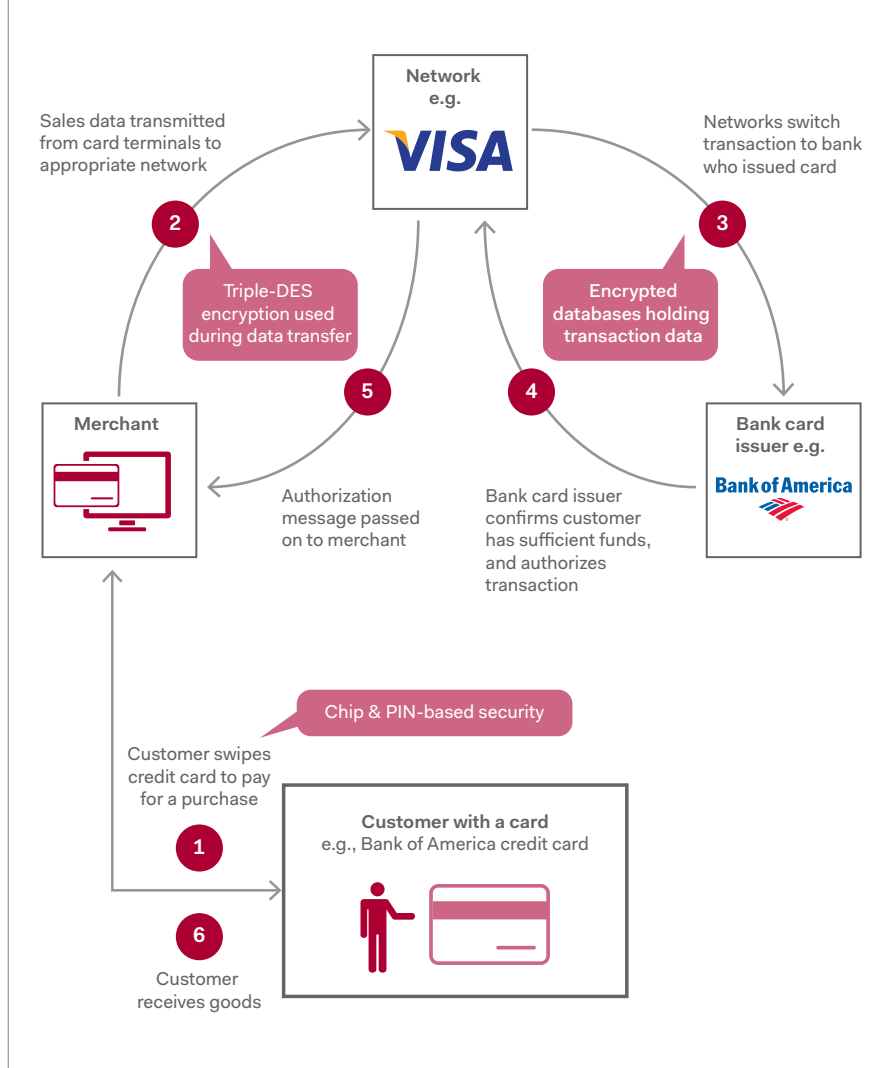 Network
e.g.
VISA
Sales data transmitted
from card terminals to
appropriate network
Networks switch
transaction to bank
who issued card
2
3
Triple-DES
encryption used
during data transfer
Encrypted
databases holding
transaction data
5
4
Merchant
Bank card
issuer e.g.
Bank of America
Authorization
message passed
on to merchant
Bank card issuer
confirms customer
has sufficient funds,
and authorizes
transaction
Chip & PIN-based security
Customer swipes
credit card to pay
for a purchase
1
Customer with a card
e.g., Bank of America credit card
6
Customer
receives goods